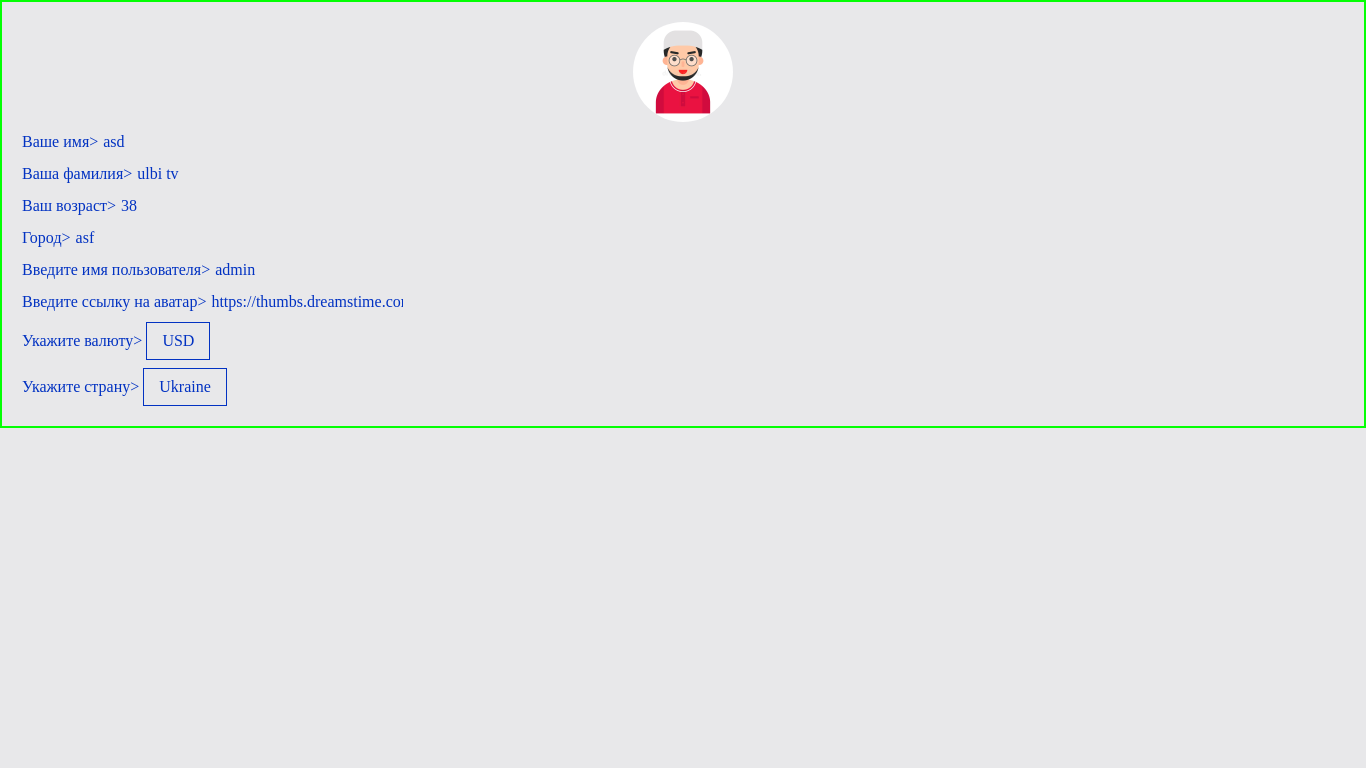 Ваше имя> asd
Ваша фамилия> ulbi tv
Ваш возраст> 38
Город> asf
Введите имя пользователя> admin
Введите ссылку на аватар> https://thumbs.dreamstime.co
Укажите валюту> USD
Укажите страну> Ukraine